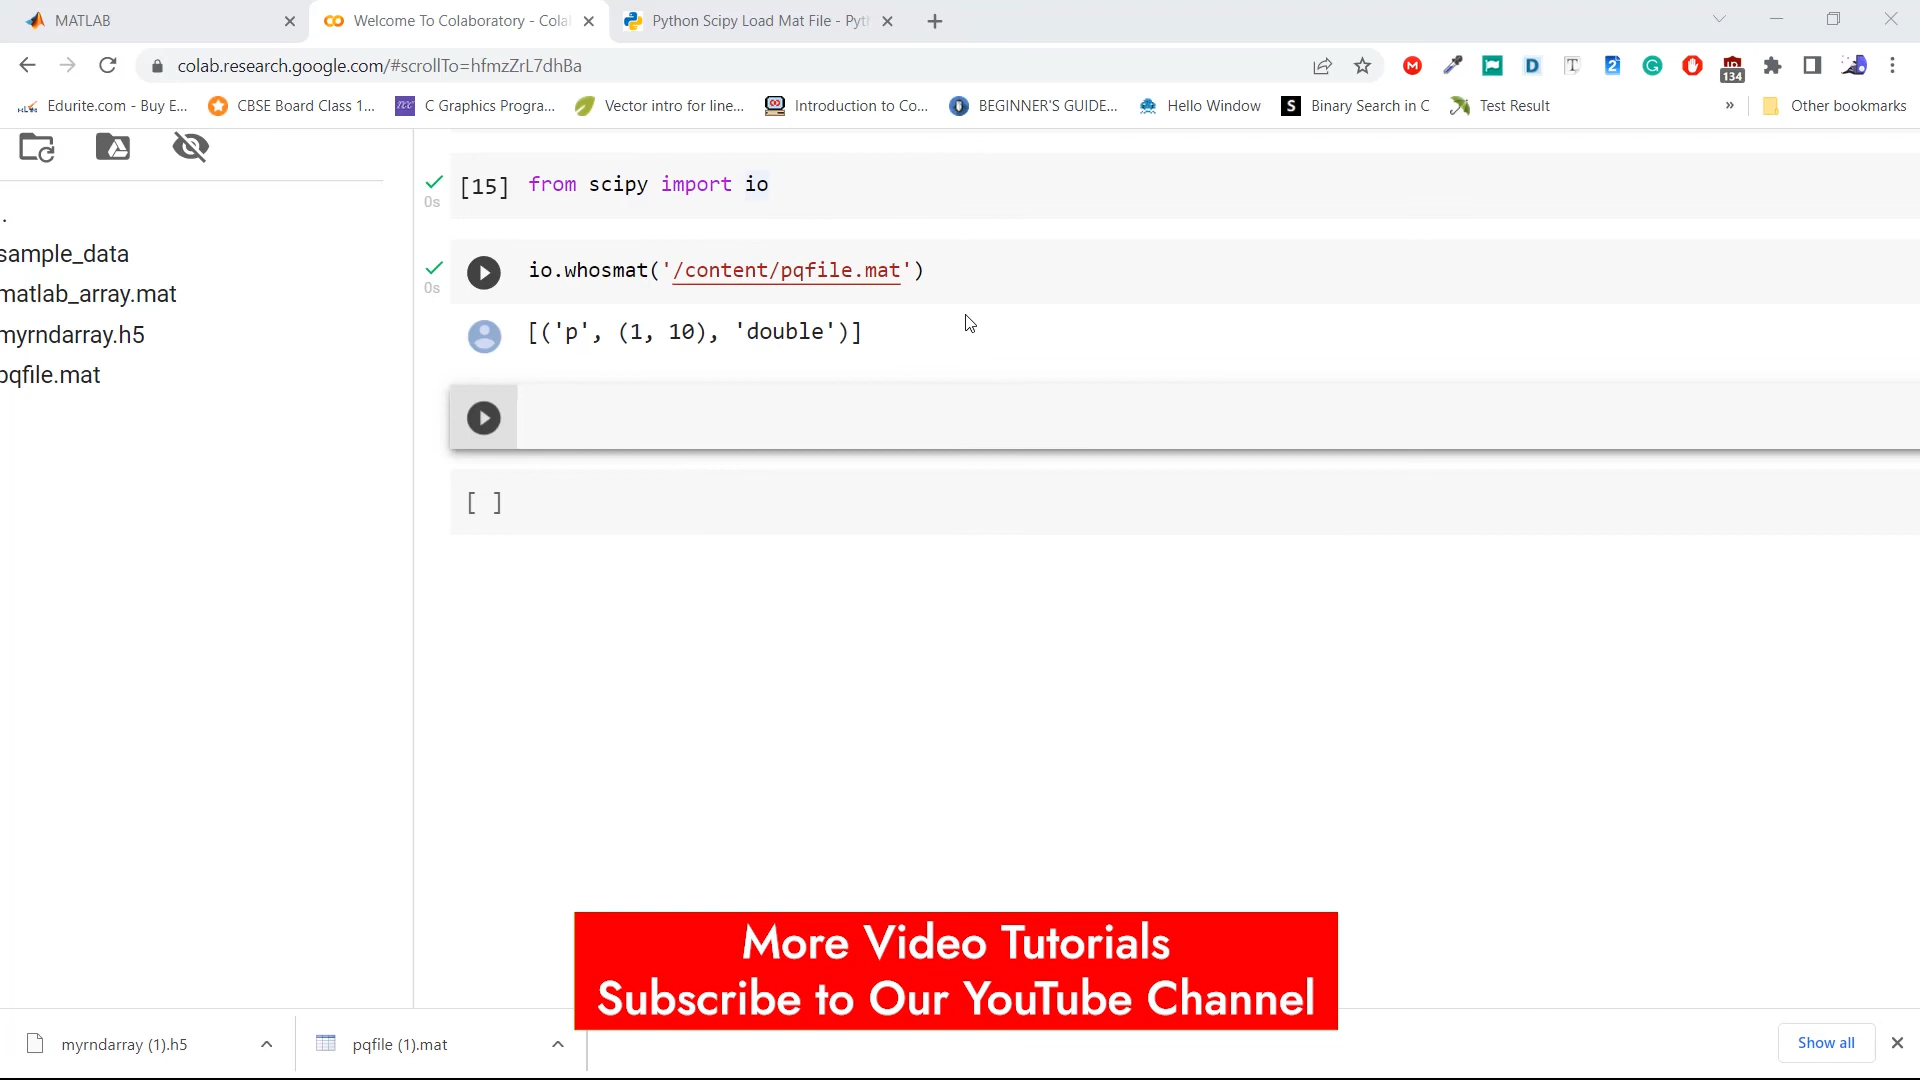 MATLAB
Welcome To Colaboratory - Cola
Python Scipy Load Mat File - Pyt
colab.research.google.com/#scrollTo=hfmzZrL7dhBa
134
Edurite.com - Buy E...
CBSE Board Class 1...
C Graphics Progra...
Vector intro for line...
Introduction to Co...
BEGINNER'S GUIDE...
Hello Window
Binary Search in C
Test Result
»
Other bookmarks
[15] from scipy import io
0s
io.whosmat('/content/pqfile.mat')
0s
[('p', (1, 10), 'double')]
[ ]
..
sample_data
matlab_array.mat
myrndarray.h5
pqfile.mat
More Video Tutorials
Subscribe to Our YouTube Channel
myrndarray (1).h5
pqfile (1).mat
Show all